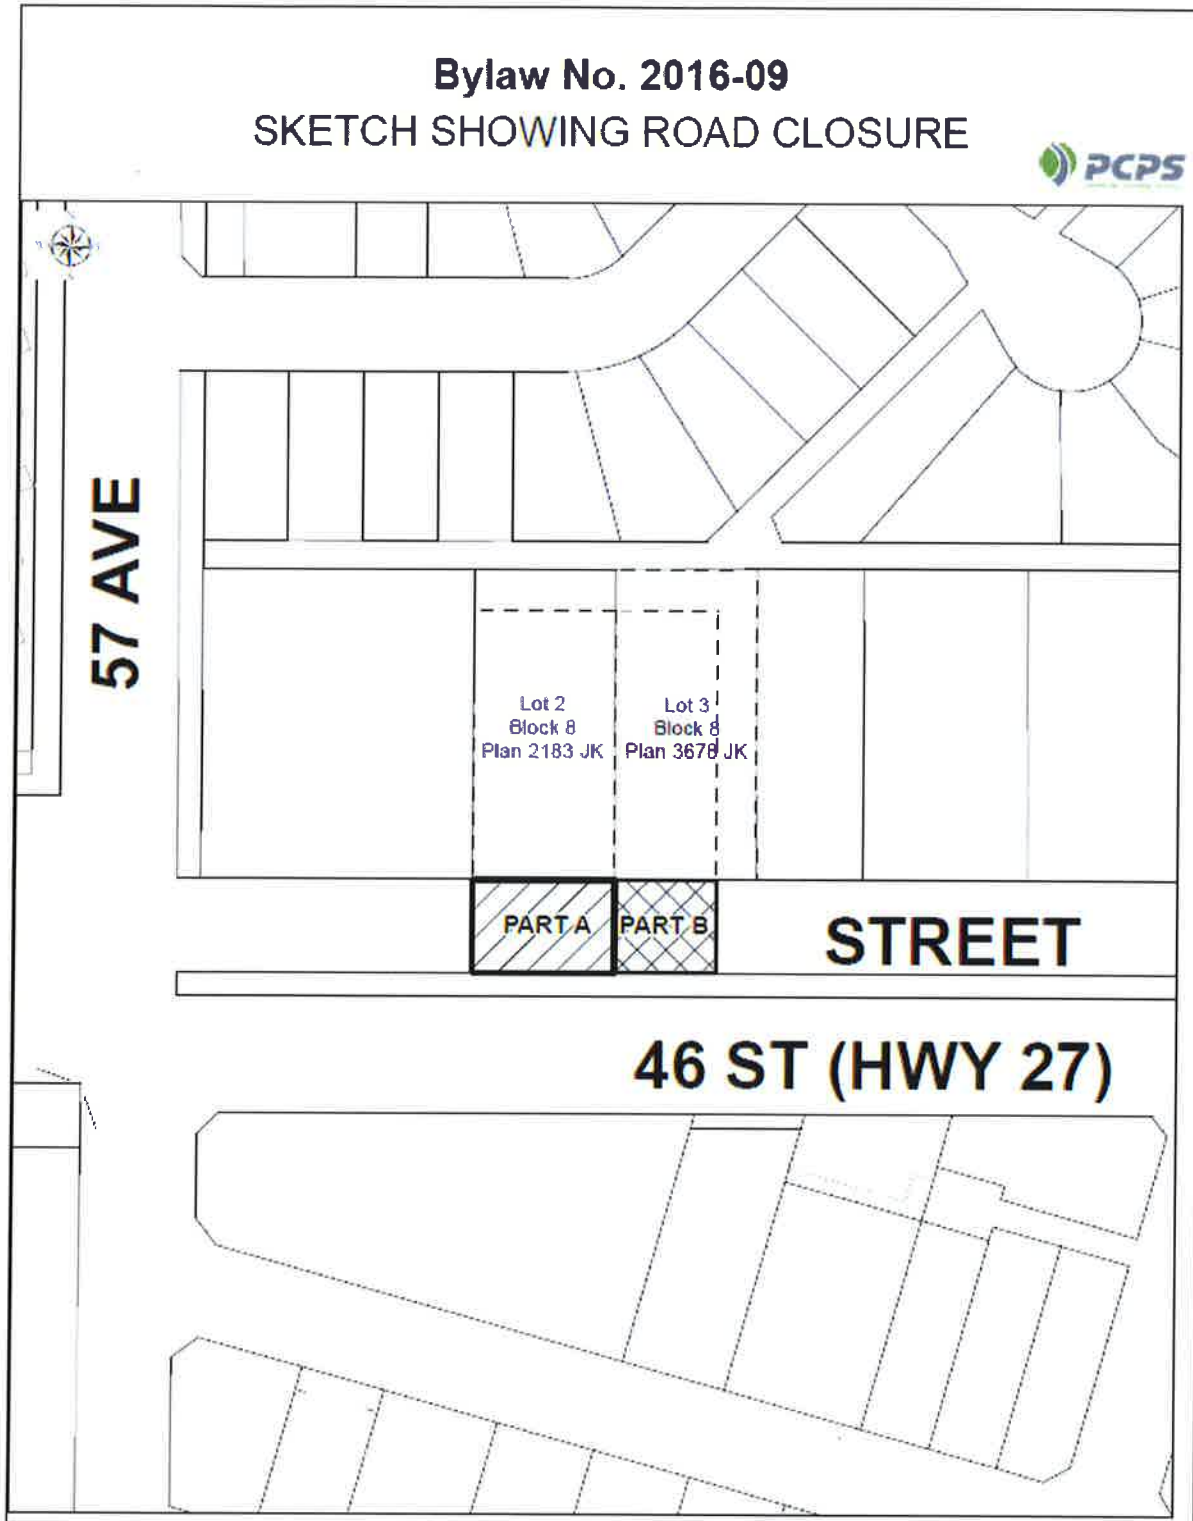 Bylaw No. 2016-09
SKETCH SHOWING ROAD CLOSURE
PCPS
57 AVE
Lot 2
Block 8
Plan 2183 JK
Lot 3
Block 8
Plan 3678 JK
PART A
PART B
STREET
46 ST (HWY 27)